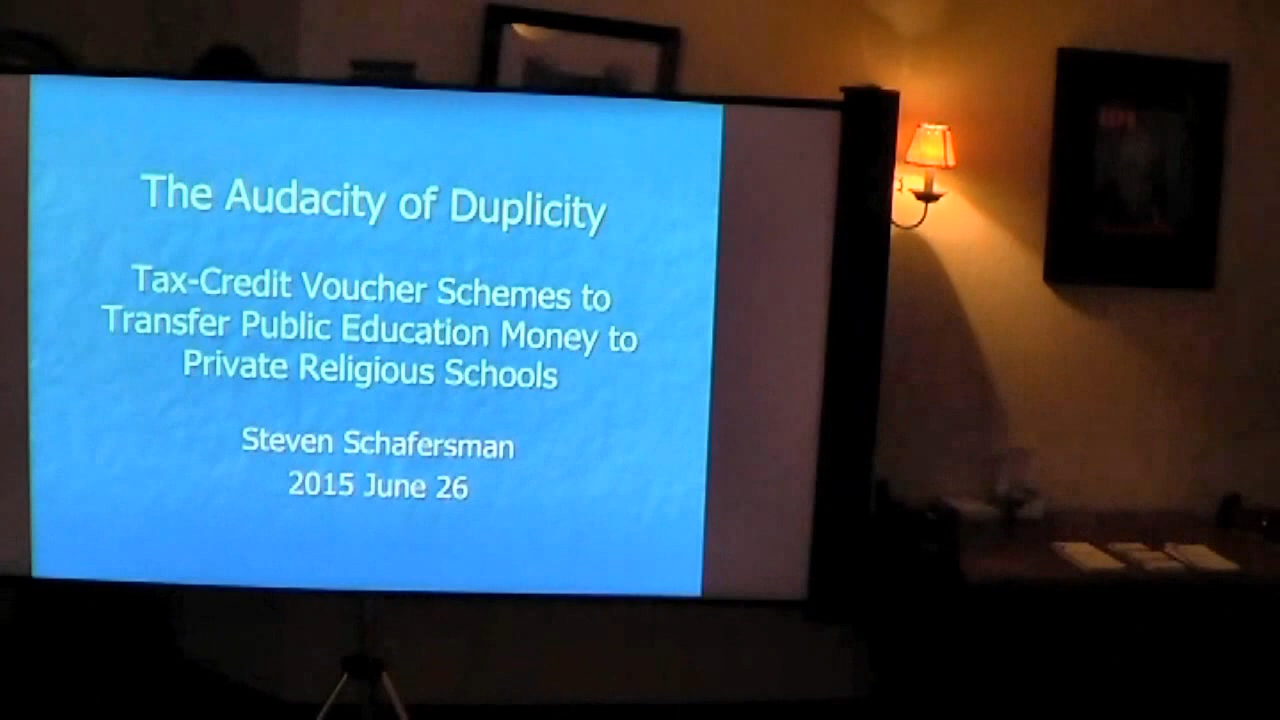 The Audacity of Duplicity
Tax-Credit Voucher Schemes to
Transfer Public Education Money to
Private Religious Schools
Steven Schafersman
2015 June 26